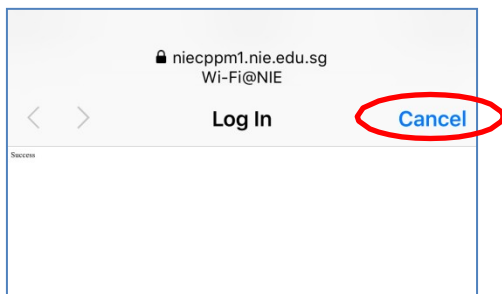 niecppm1.nie.edu.sg
Wi-Fi@NIE
Log In
Cancel
Success